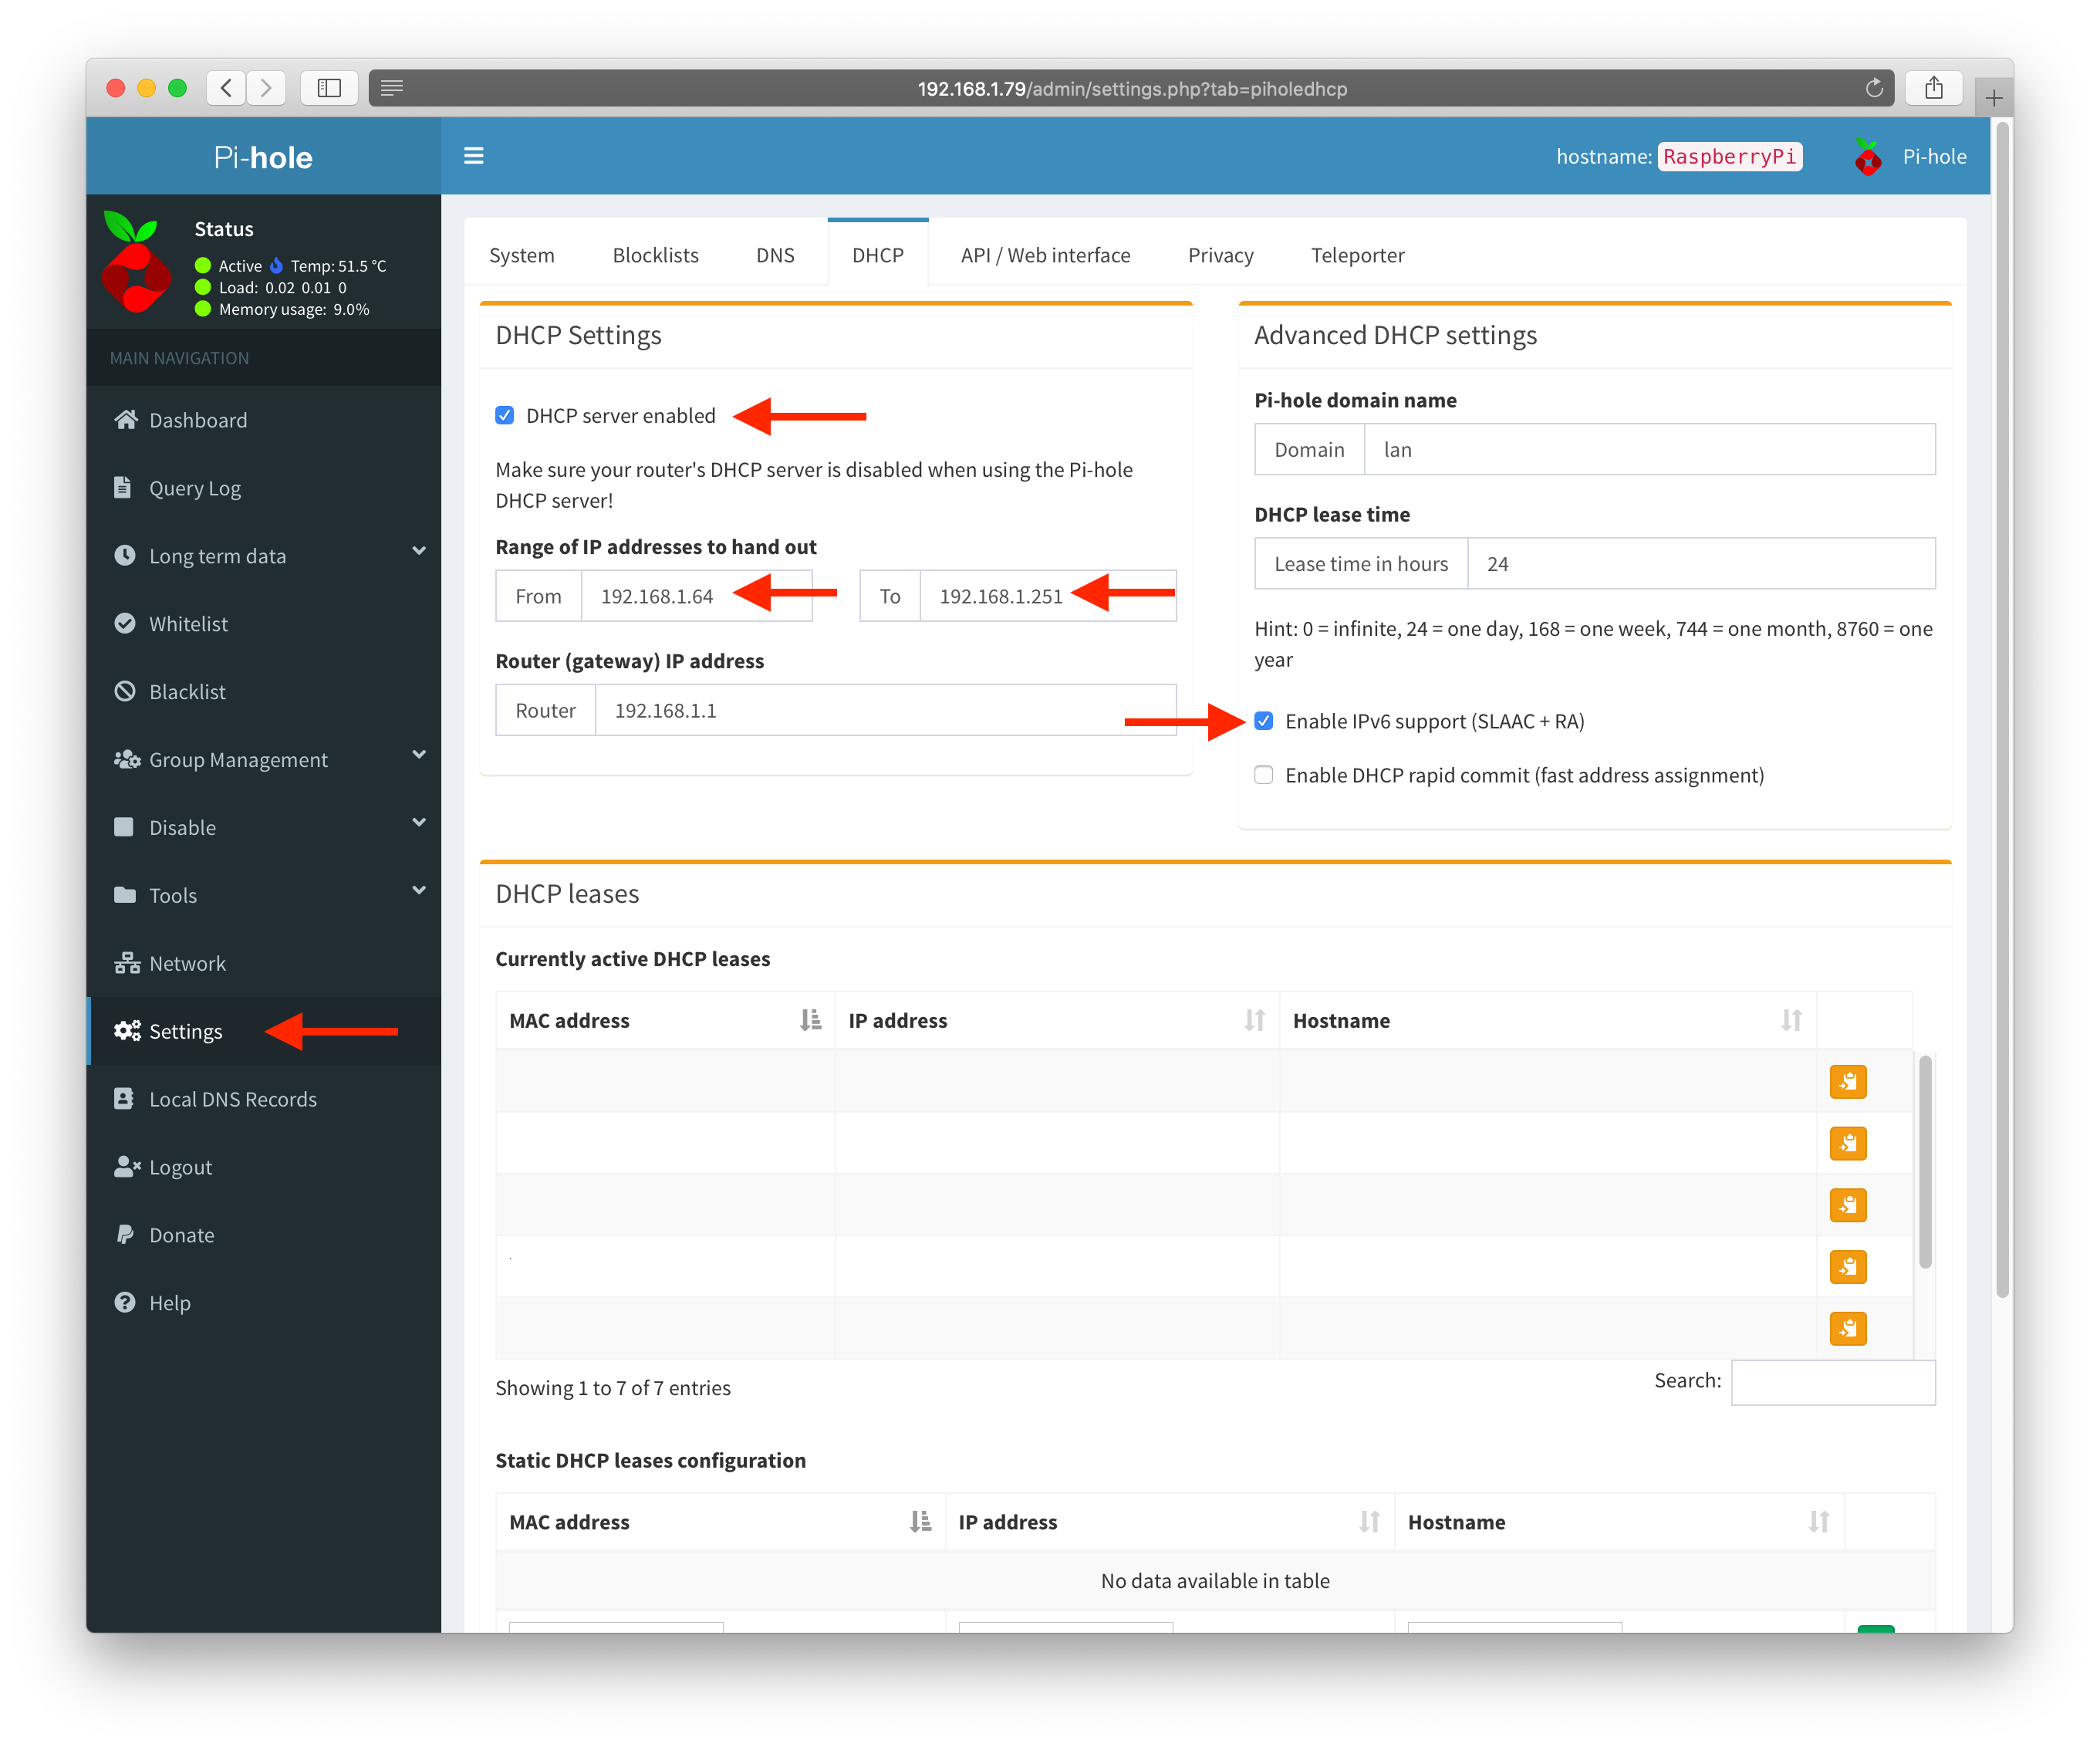 192.168.1.79/admin/settings.php?tab=piholedhcp
Pi-hole
hostname: RaspberryPi
Pi-hole
Status
Active Temp: 51.5 °C
Load: 0.02 0.01 0
Memory usage: 9.0%
MAIN NAVIGATION
Dashboard
Query Log
Long term data
Whitelist
Blacklist
Group Management
Disable
Tools
Network
Settings
Local DNS Records
Logout
Donate
Help
System
Blocklists
DNS
DHCP
API / Web interface
Privacy
Teleporter
DHCP Settings
DHCP server enabled
Make sure your router's DHCP server is disabled when using the Pi-hole
DHCP server!
Range of IP addresses to hand out
From 192.168.1.64
To 192.168.1.251
Router (gateway) IP address
Router 192.168.1.1
Advanced DHCP settings
Pi-hole domain name
Domain lan
DHCP lease time
Lease time in hours 24
Hint: 0 = infinite, 24 = one day, 168 = one week, 744 = one month, 8760 = one
year
Enable IPv6 support (SLAAC + RA)
Enable DHCP rapid commit (fast address assignment)
DHCP leases
Currently active DHCP leases
MAC address IP address Hostname
Showing 1 to 7 of 7 entries
Search:
Static DHCP leases configuration
MAC address IP address Hostname
No data available in table